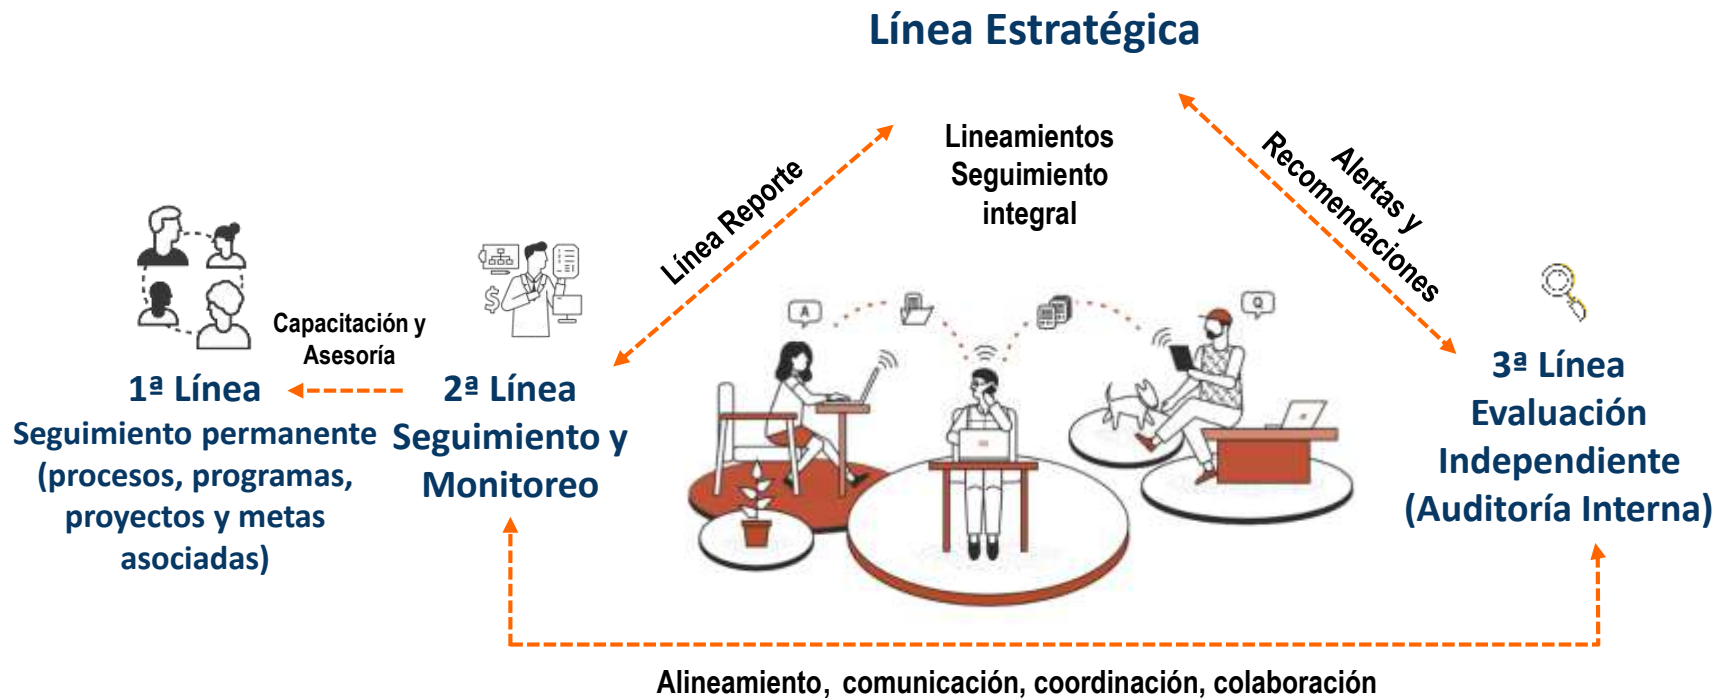 Línea Estratégica
Lineamientos
Seguimiento
integral
Línea Reporte
Alertas y
Recomendaciones
Capacitación y
Asesoría
1ª Línea
Seguimiento permanente
(procesos, programas,
proyectos y metas
asociadas)
2ª Línea
Seguimiento y
Monitoreo
$
A
Q
3ª Línea
Evaluación
Independiente
(Auditoría Interna)
Alineamiento, comunicación, coordinación, colaboración